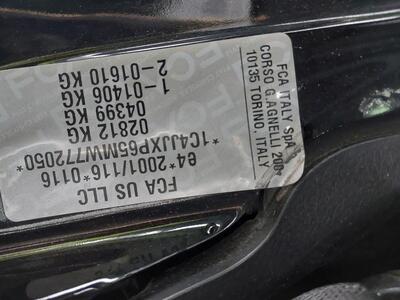 FCA US LLC
e4*2001/116*0116
*1C4JJXP65MW772050*
02812 KG
04399 KG
1-01406 KG
2-01610 KG
FCA ITALY SPA
CORSO G.AGNELLI 200
10135 TORINO, ITALY